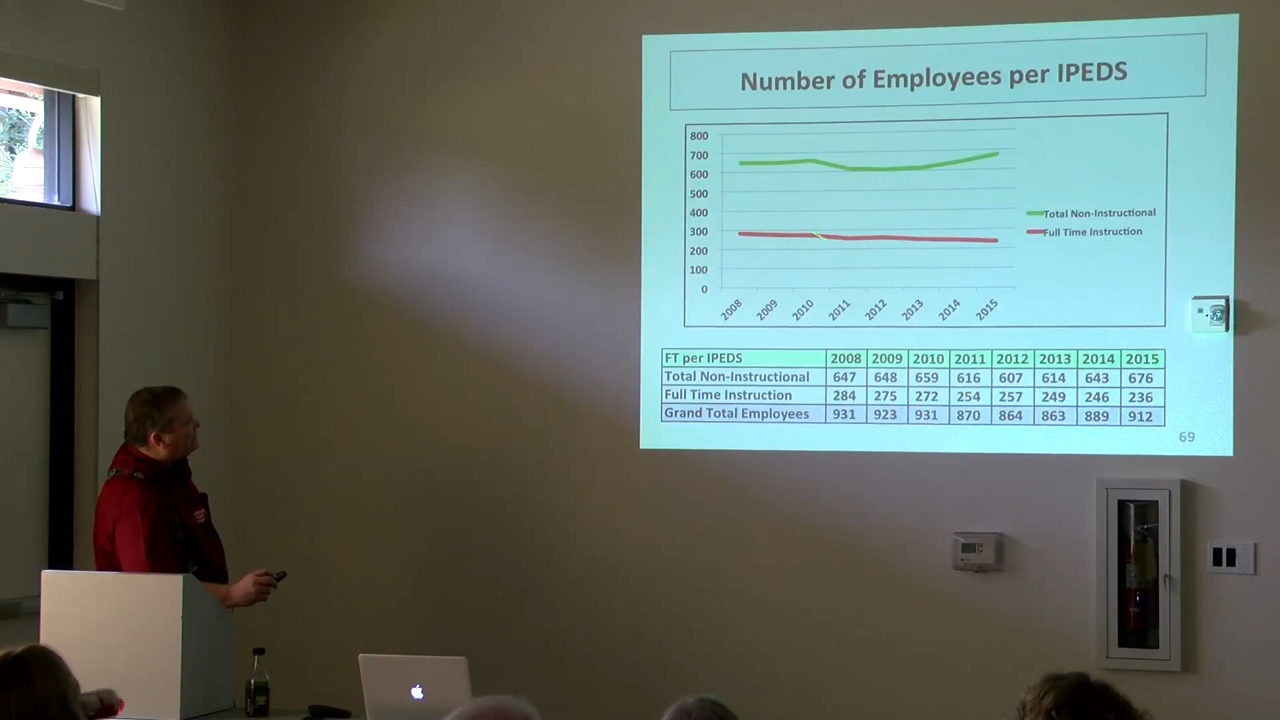 Number of Employees per IPEDS
800
700
600
500
400
300
200
100
0
2008 2009 2010 2011 2012 2013 2014 2015
Total Non-Instructional
Full Time Instruction
FT per IPEDS 2008 2009 2010 2011 2012 2013 2014 2015
Total Non-Instructional 647 648 659 616 607 614 643 676
Full Time Instruction 284 275 272 254 257 249 246 236
Grand Total Employees 931 923 931 870 864 863 889 912
69